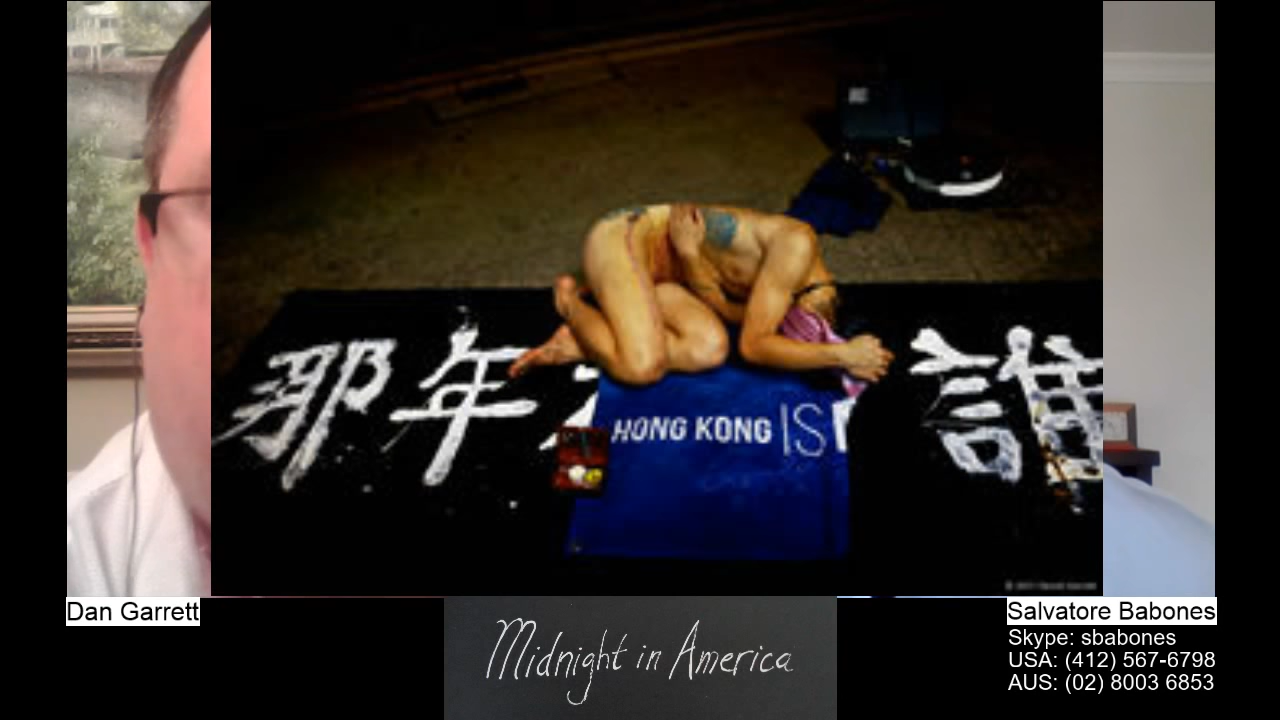 那年 誰
HONG KONG IS
Dan Garrett
Midnight in America
Salvatore Babones
Skype: sbabones
USA: (412) 567-6798
AUS: (02) 8003 6853